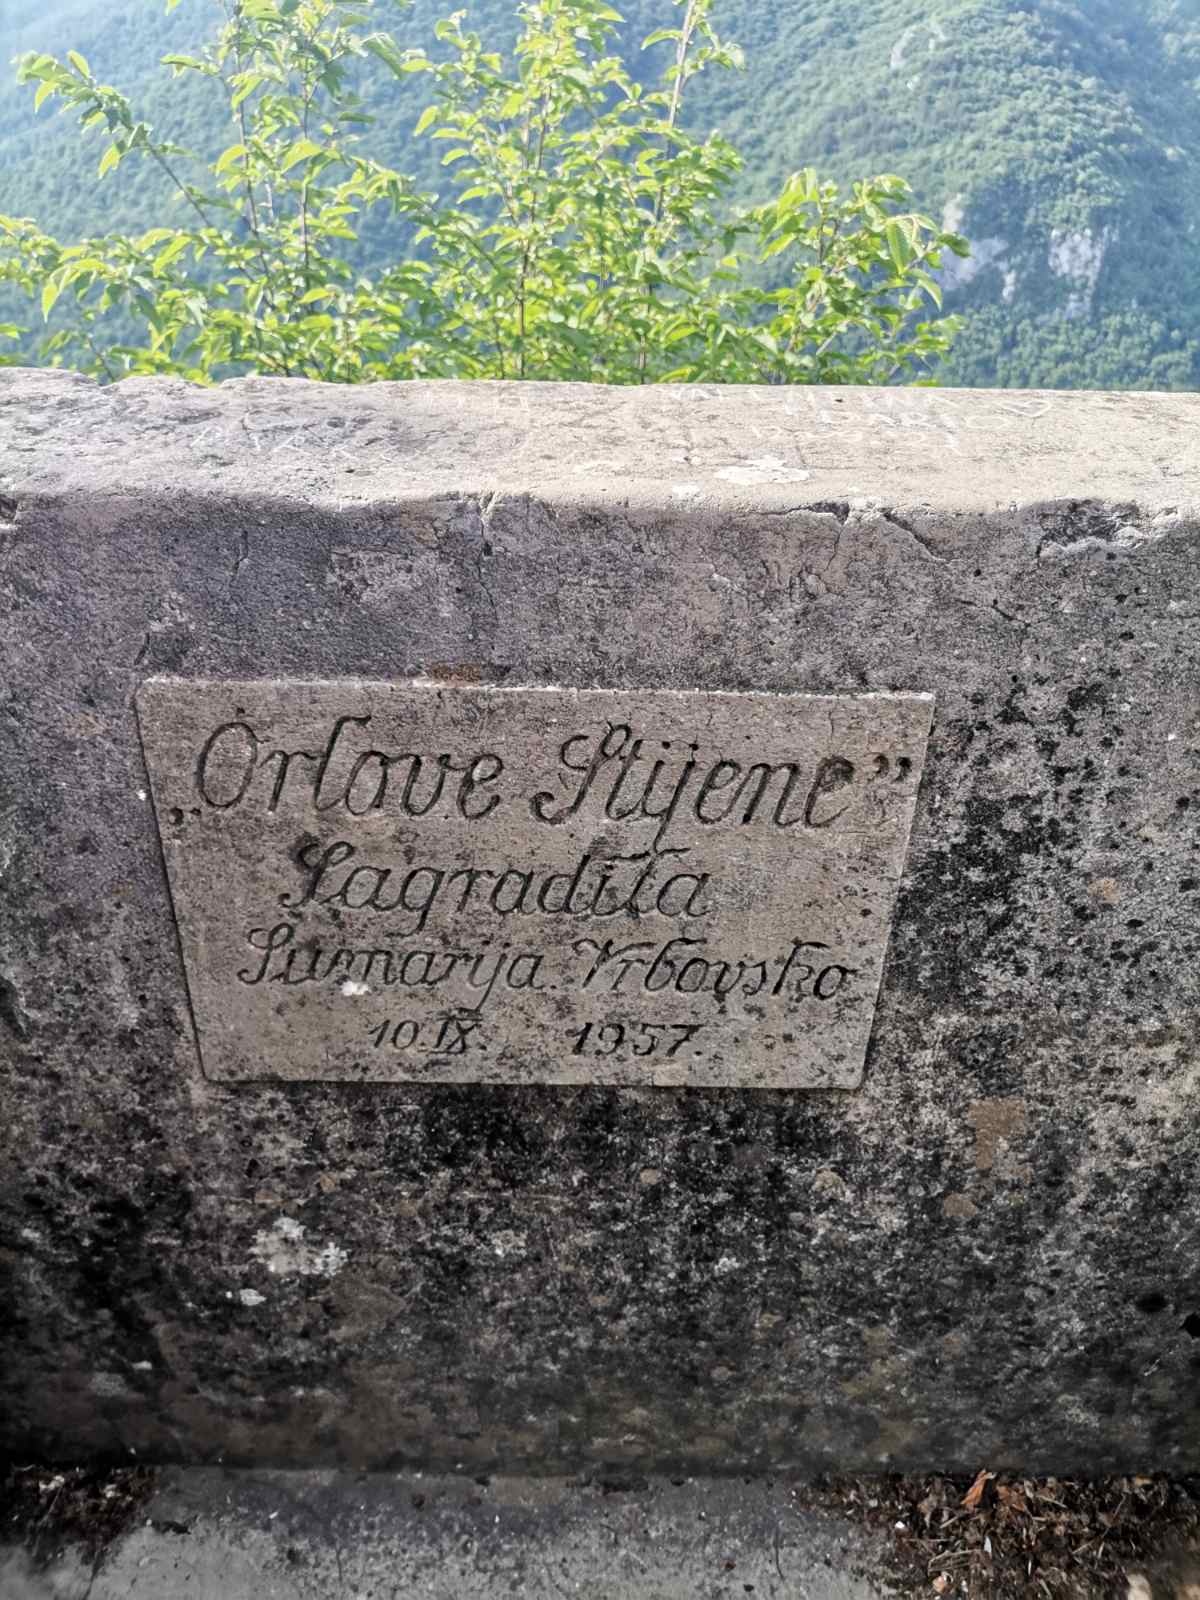 „Orlove Stijene”
Sagradila
Šumarija Vrbovsko
10.IX. 1957.